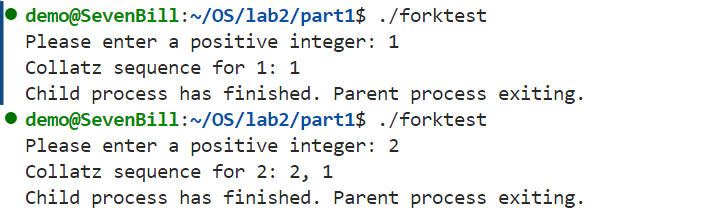 demo@SevenBill:~/OS/lab2/part1$ ./forktest
Please enter a positive integer: 1
Collatz sequence for 1: 1
Child process has finished. Parent process exiting.
demo@SevenBill:~/OS/lab2/part1$ ./forktest
Please enter a positive integer: 2
Collatz sequence for 2: 2, 1
Child process has finished. Parent process exiting.